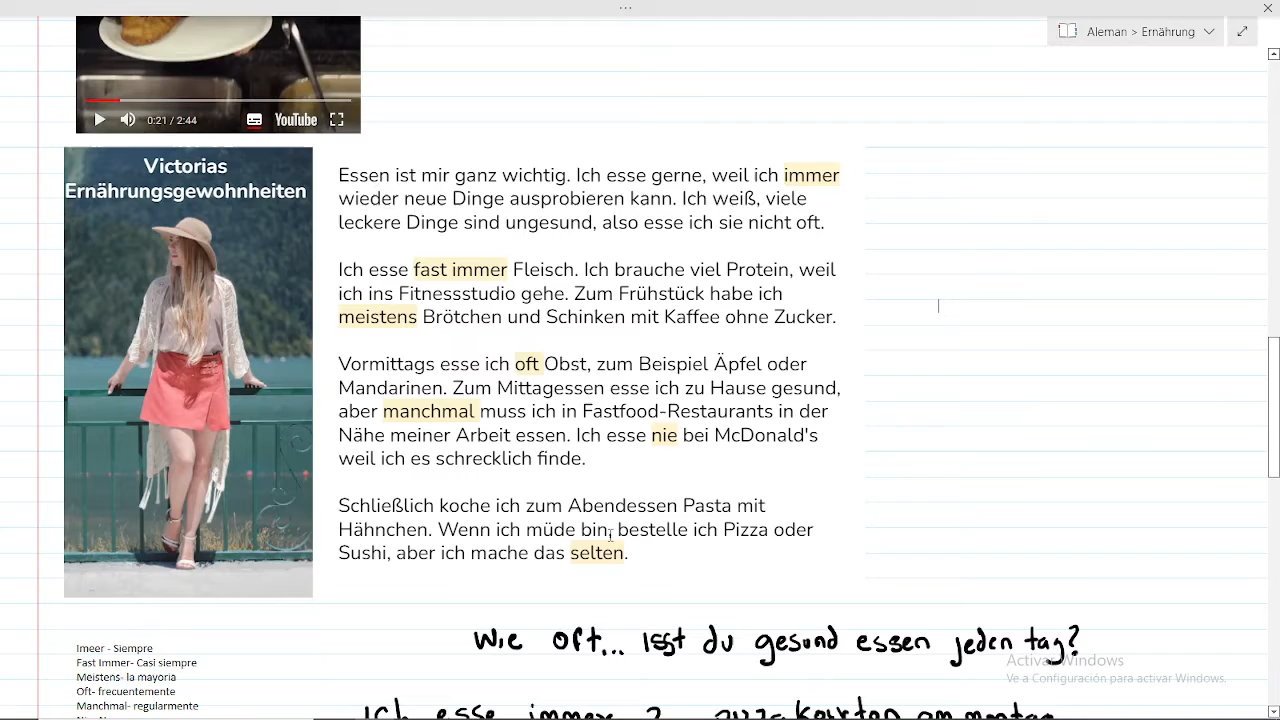 Aleman > Ernährung
0:21 / 2:44
YouTube
Victorias
Ernährungsgewohnheiten
Essen ist mir ganz wichtig. Ich esse gerne, weil ich immer
wieder neue Dinge ausprobieren kann. Ich weiß, viele
leckere Dinge sind ungesund, also esse ich sie nicht oft.
Ich esse fast immer Fleisch. Ich brauche viel Protein, weil
ich ins Fitnessstudio gehe. Zum Frühstück habe ich
meistens Brötchen und Schinken mit Kaffee ohne Zucker.
Vormittags esse ich oft Obst, zum Beispiel Äpfel oder
Mandarinen. Zum Mittagessen esse ich zu Hause gesund,
aber manchmal muss ich in Fastfood-Restaurants in der
Nähe meiner Arbeit essen. Ich esse nie bei McDonald's
weil ich es schrecklich finde.
Schließlich koche ich zum Abendessen Pasta mit
Hähnchen. Wenn ich müde bin, bestelle ich Pizza oder
Sushi, aber ich mache das selten.
Wie oft... Isst du gesund essen jeden tag?
Imeer - Siempre
Fast Immer- Casi siempre
Meistens- la mayoria
Oft- frecuentemente
Manchmal- regularmente
Activar Windows
Ve a Configuración para activar Windows.
Ich esse immer
am montag